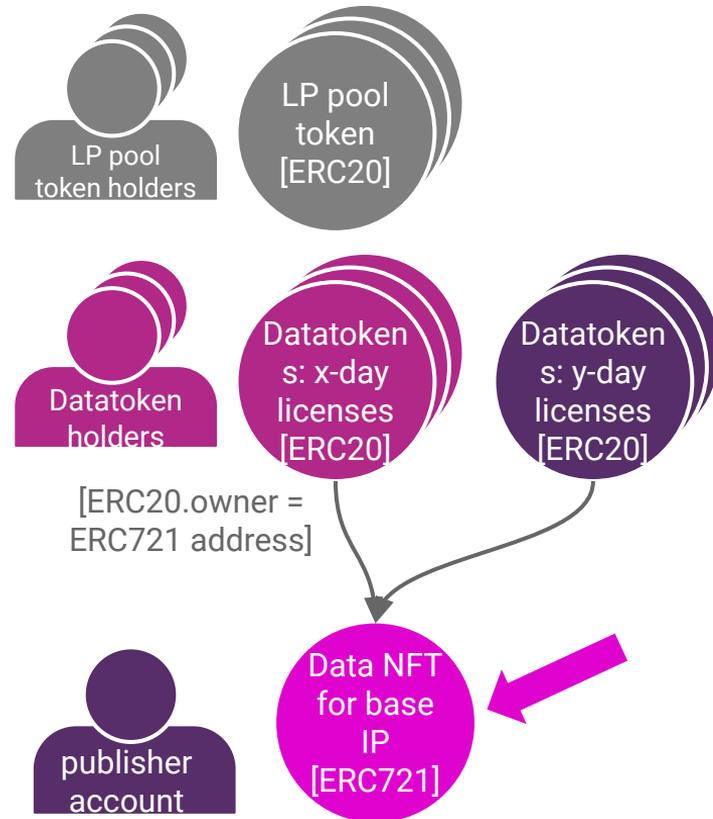 LP pool
token holders
LP pool
token
[ERC20]
Datatoken
holders
Datatoken
s: x-day
licenses
[ERC20]
Datatoken
s: y-day
licenses
[ERC20]
[ERC20.owner =
ERC721 address]
publisher
account
Data NFT
for base
IP
[ERC721]